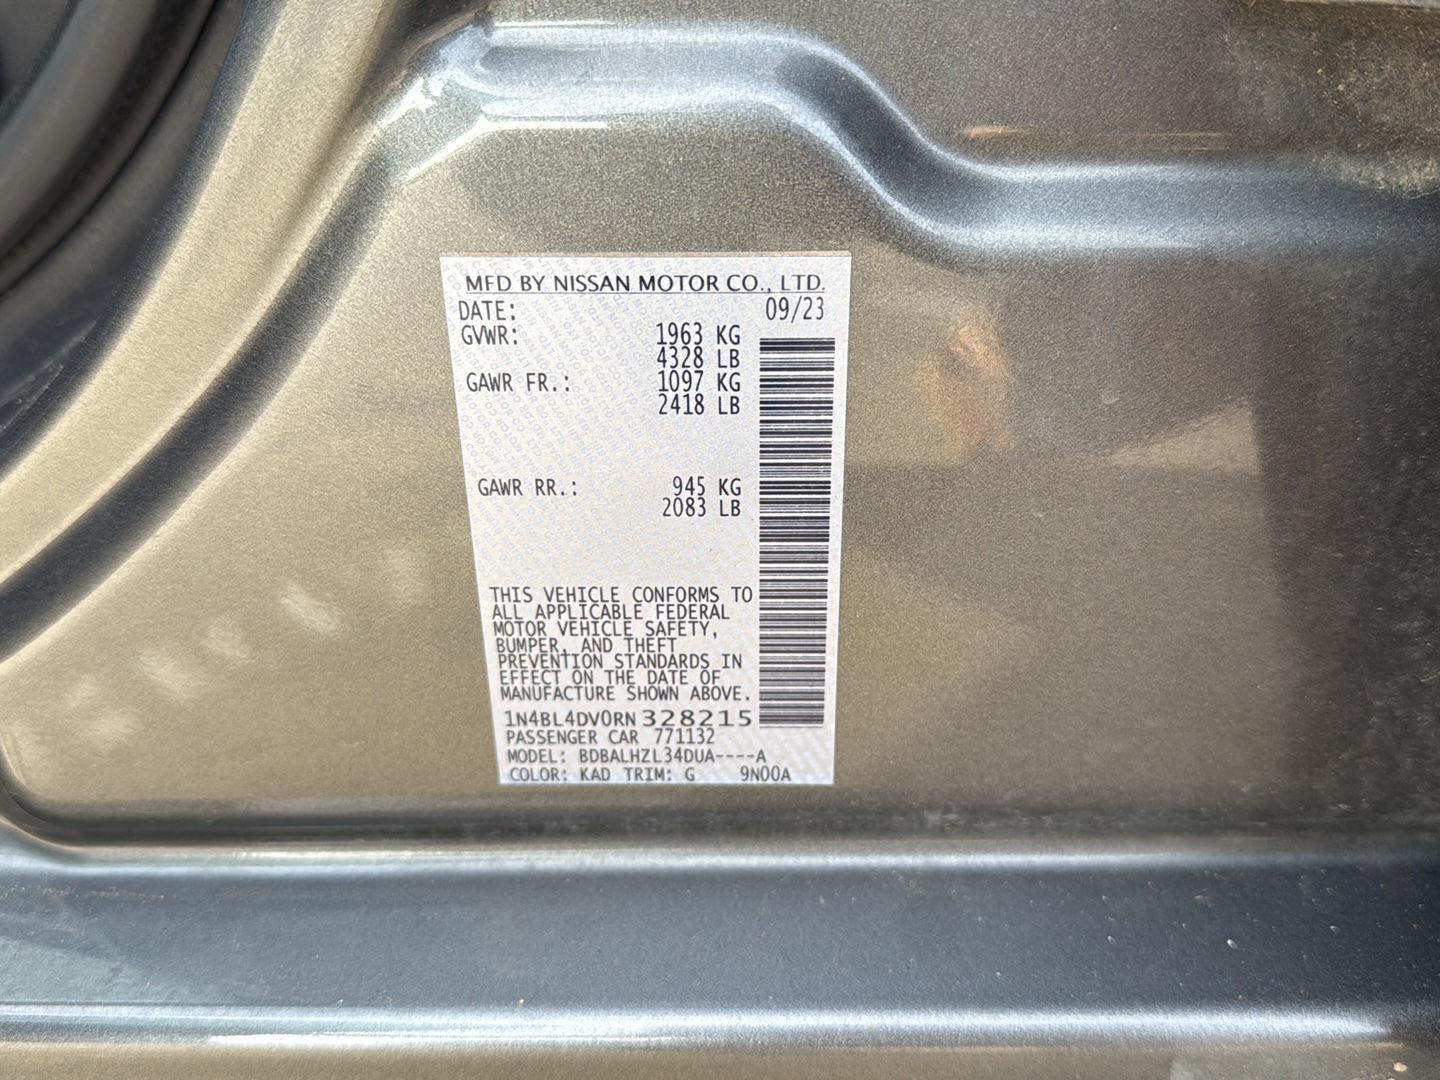 MFD BY NISSAN MOTOR CO., LTD.
DATE: 09/23
GVWR: 1963 KG
4328 LB
GAWR FR.: 1097 KG
2418 LB
GAWR RR.: 945 KG
2083 LB
THIS VEHICLE CONFORMS TO
ALL APPLICABLE FEDERAL
MOTOR VEHICLE SAFETY,
BUMPER, AND THEFT
PREVENTION STANDARDS IN
EFFECT ON THE DATE OF
MANUFACTURE SHOWN ABOVE.
1N4BL4DV0RN328215
PASSENGER CAR 771132
MODEL: BDBALHZL34DUA----A
COLOR: KAD TRIM: G 9N00A